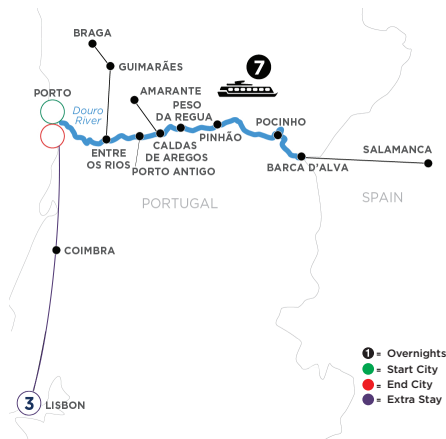 BRAGA
GUIMARÃES
7
AMARANTE
PORTO
Douro
River
PESO
DA REGUA
POCINHO
PINHÃO
ENTRE
OS RIOS
CALDAS
DE AREGOS
PORTO ANTIGO
SALAMANCA
BARCA D'ALVA
PORTUGAL
SPAIN
COIMBRA
1 = Overnights
= Start City
= End City
= Extra Stay
3 LISBON